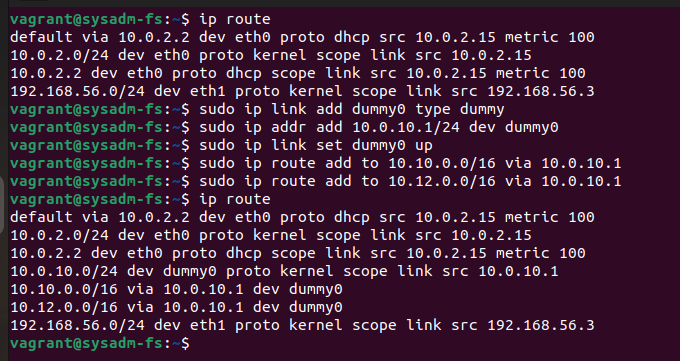 vagrant@sysadm-fs:~$ ip route
default via 10.0.2.2 dev eth0 proto dhcp src 10.0.2.15 metric 100
10.0.2.0/24 dev eth0 proto kernel scope link src 10.0.2.15
10.0.2.2 dev eth0 proto dhcp scope link src 10.0.2.15 metric 100
192.168.56.0/24 dev eth1 proto kernel scope link src 192.168.56.3
vagrant@sysadm-fs:~$ sudo ip link add dummy0 type dummy
vagrant@sysadm-fs:~$ sudo ip addr add 10.0.10.1/24 dev dummy0
vagrant@sysadm-fs:~$ sudo ip link set dummy0 up
vagrant@sysadm-fs:~$ sudo ip route add to 10.10.0.0/16 via 10.0.10.1
vagrant@sysadm-fs:~$ sudo ip route add to 10.12.0.0/16 via 10.0.10.1
vagrant@sysadm-fs:~$ ip route
default via 10.0.2.2 dev eth0 proto dhcp src 10.0.2.15 metric 100
10.0.2.0/24 dev eth0 proto kernel scope link src 10.0.2.15
10.0.2.2 dev eth0 proto dhcp scope link src 10.0.2.15 metric 100
10.0.10.0/24 dev dummy0 proto kernel scope link src 10.0.10.1
10.10.0.0/16 via 10.0.10.1 dev dummy0
10.12.0.0/16 via 10.0.10.1 dev dummy0
192.168.56.0/24 dev eth1 proto kernel scope link src 192.168.56.3
vagrant@sysadm-fs:~$